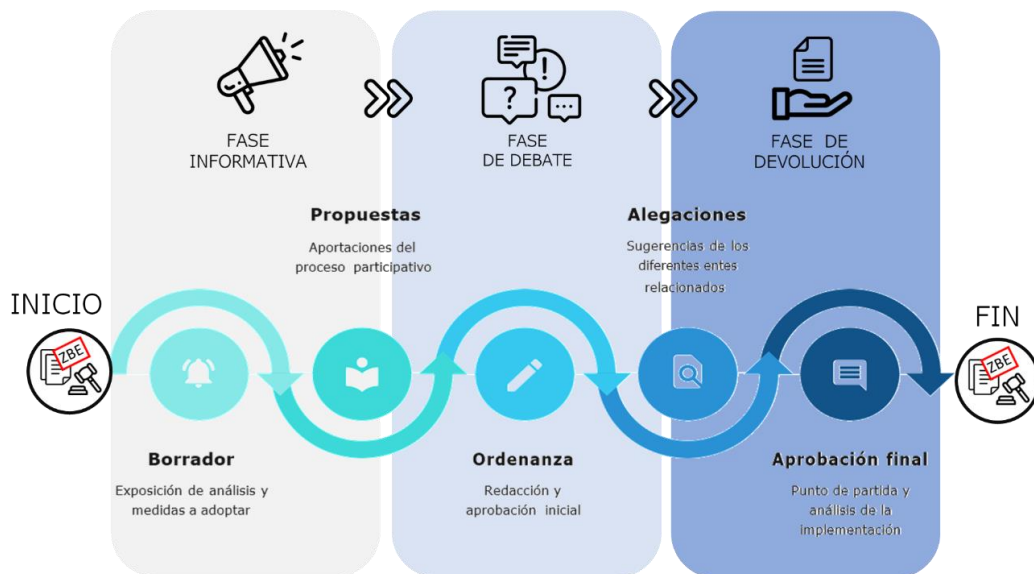 FASE
INFORMATIVA
FASE
DE DEBATE
FASE DE
DEVOLUCIÓN
Propuestas
Aportaciones del
proceso participativo
Alegaciones
Sugerencias de los
diferentes entes
relacionados
INICIO
ZBE
FIN
ZBE
?
!
...
Borrador
Exposición de análisis y
medidas a adoptar
Ordenanza
Redacción y
aprobación inicial
Aprobación final
Punto de partida y
análisis de la
implementación